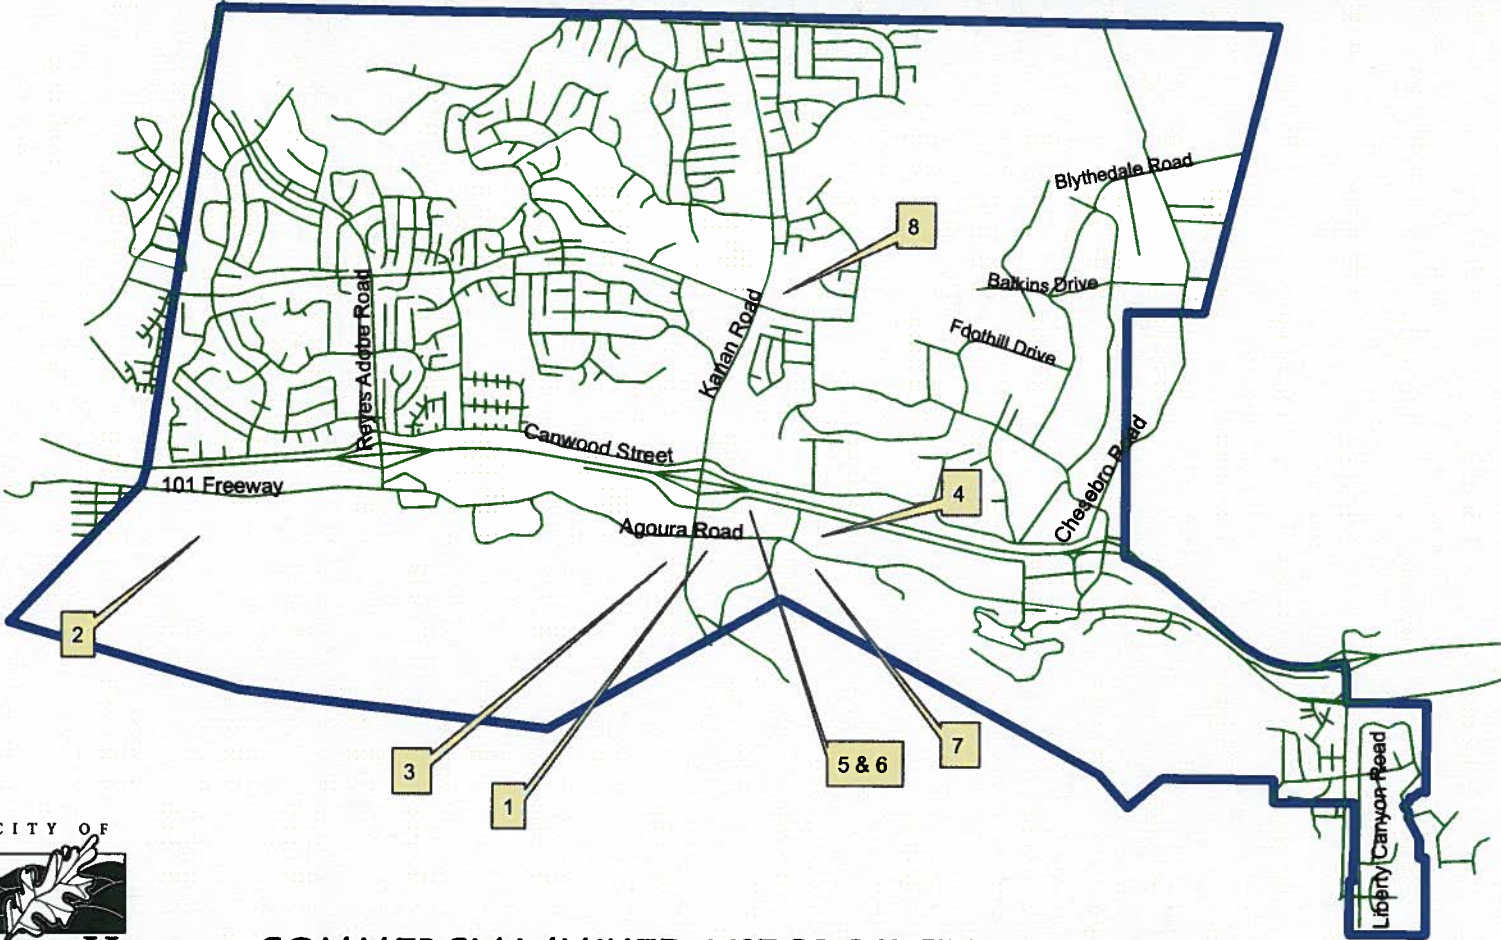 Blythedale Road
8
Balkins Drive
Foothill Drive
Kanan Road
Reyes Adobe Road
Canwood Street
Chesebro Road
101 Freeway
4
Agoura Road
2
3
1
5 & 6
7
Liberty Canyon Road
CITY OF